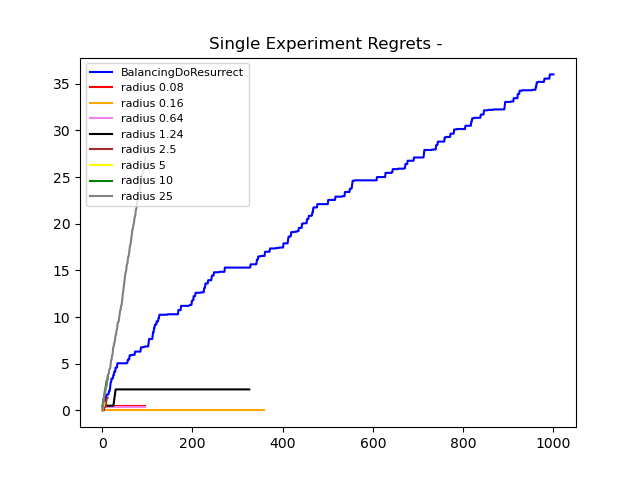 Single Experiment Regrets -
BalancingDoResurrect
radius 0.08
radius 0.16
radius 0.64
radius 1.24
radius 2.5
radius 5
radius 10
radius 25
35
30
25
20
15
10
5
0
0 200 400 600 800 1000